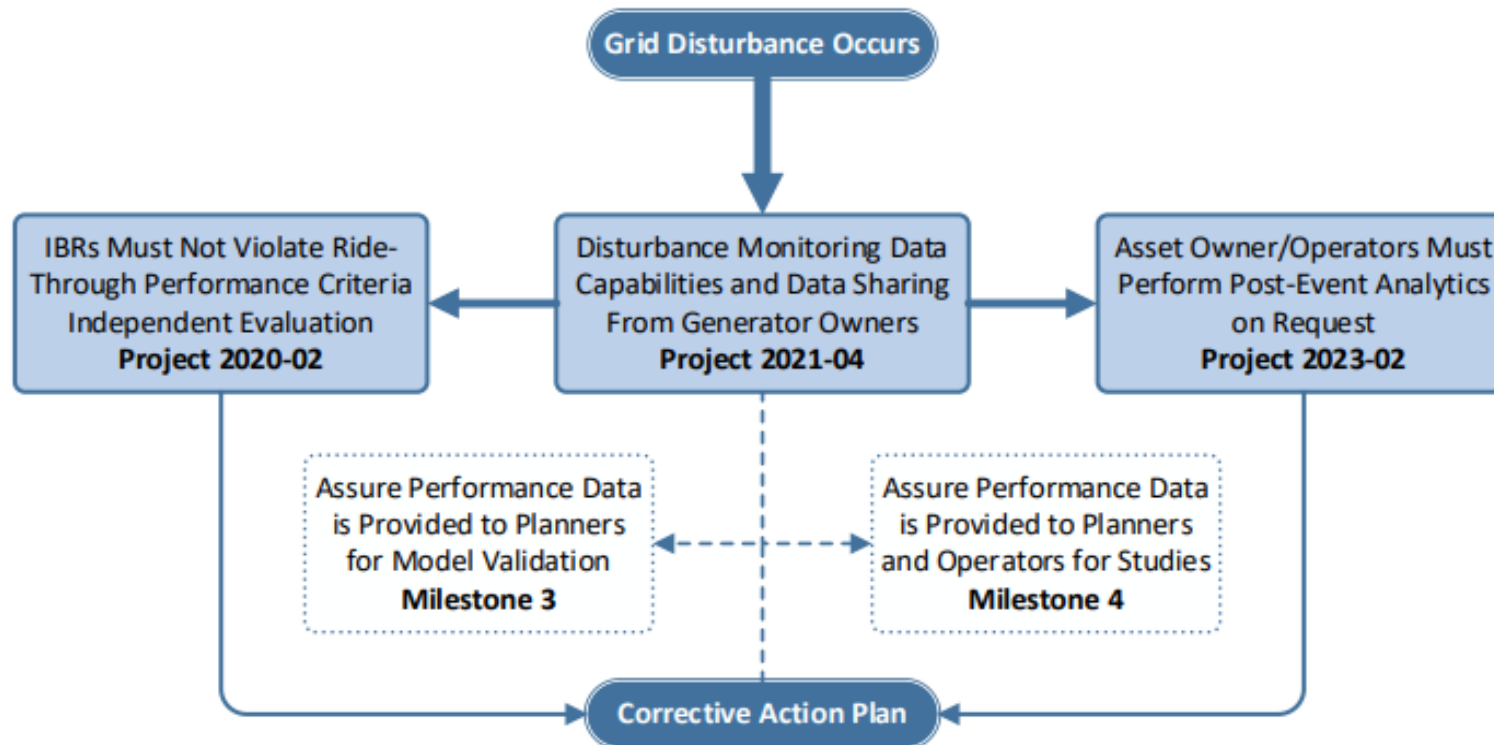 Grid Disturbance Occurs
IBRs Must Not Violate Ride-
Through Performance Criteria
Independent Evaluation
Project 2020-02
Disturbance Monitoring Data
Capabilities and Data Sharing
From Generator Owners
Project 2021-04
Asset Owner/Operators Must
Perform Post-Event Analytics
on Request
Project 2023-02
Assure Performance Data
is Provided to Planners
for Model Validation
Milestone 3
Assure Performance Data
is Provided to Planners
and Operators for Studies
Milestone 4
Corrective Action Plan